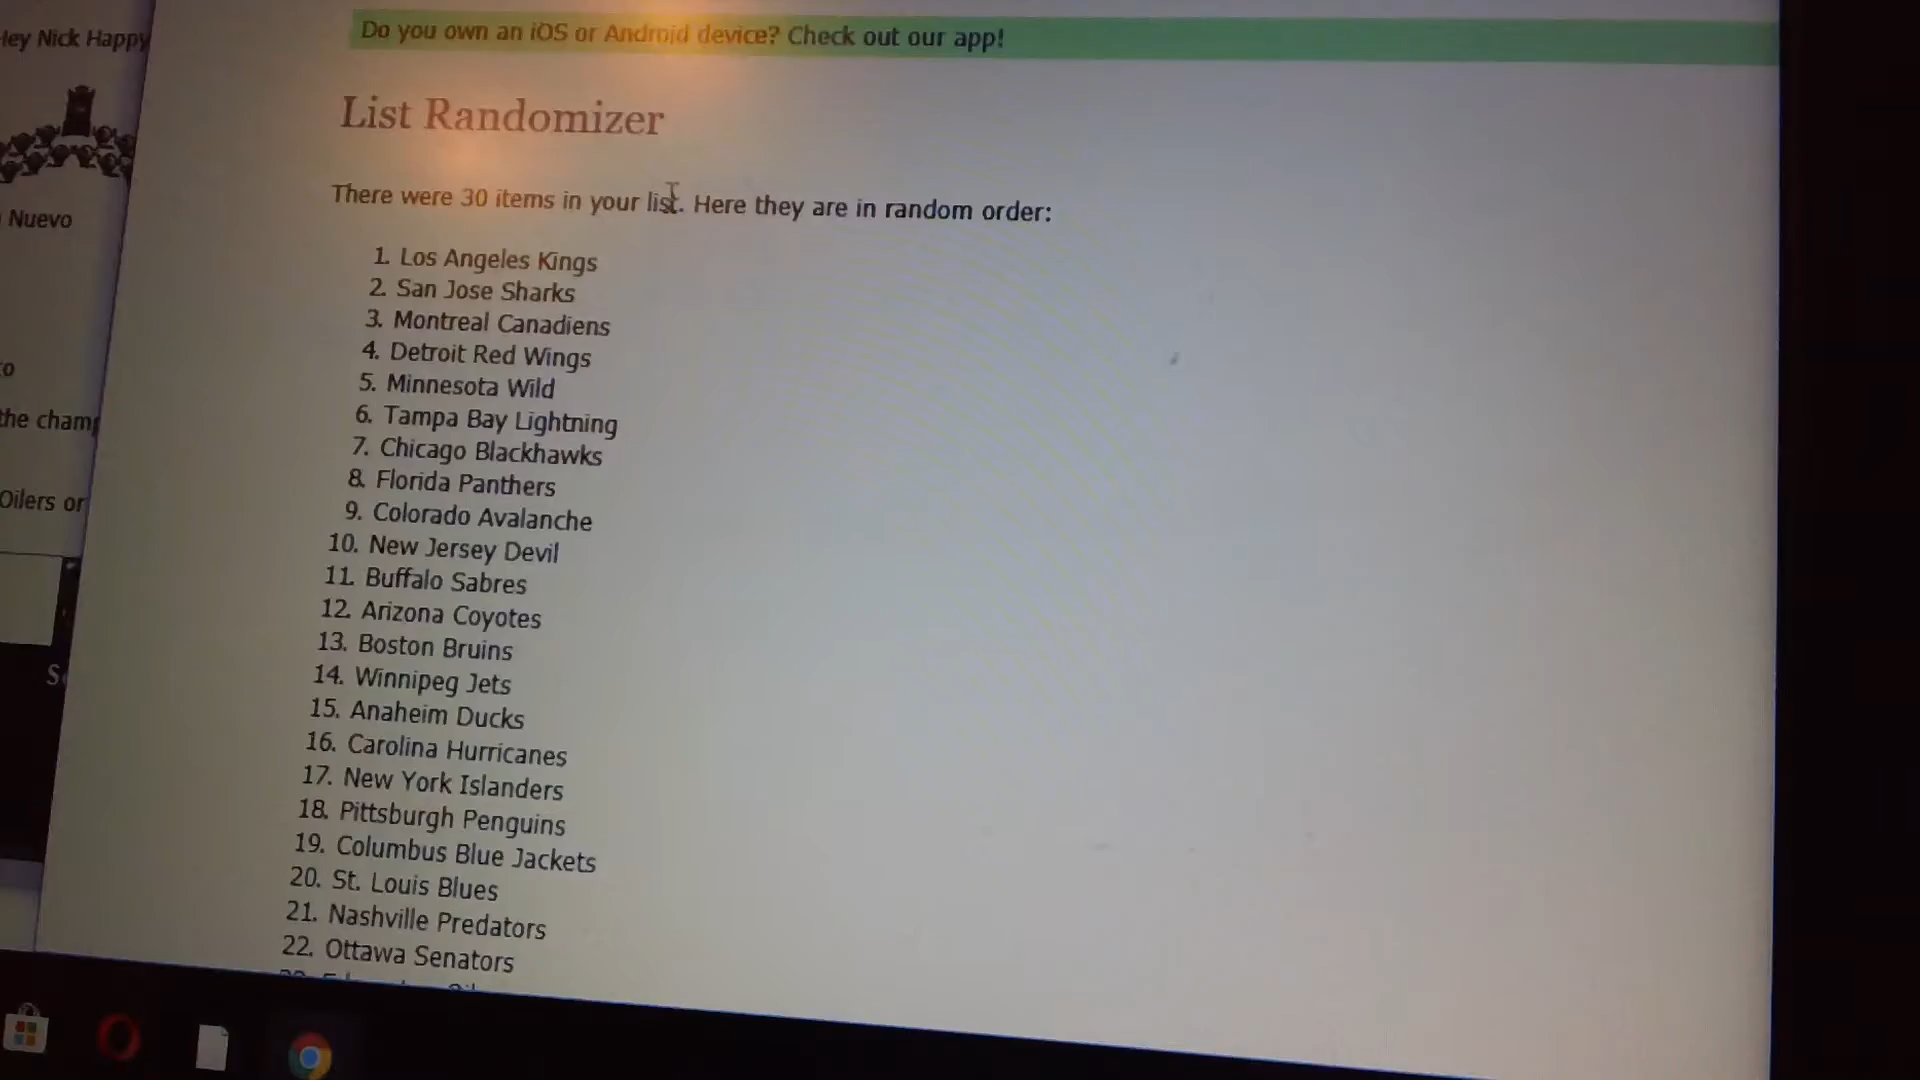 Hey Nick Happy
Nuevo
the champ
Oilers or
Do you own an iOS or Android device? Check out our app!
List Randomizer
There were 30 items in your list. Here they are in random order:
1. Los Angeles Kings
2. San Jose Sharks
3. Montreal Canadiens
4. Detroit Red Wings
5. Minnesota Wild
6. Tampa Bay Lightning
7. Chicago Blackhawks
8. Florida Panthers
9. Colorado Avalanche
10. New Jersey Devil
11. Buffalo Sabres
12. Arizona Coyotes
13. Boston Bruins
14. Winnipeg Jets
15. Anaheim Ducks
16. Carolina Hurricanes
17. New York Islanders
18. Pittsburgh Penguins
19. Columbus Blue Jackets
20. St. Louis Blues
21. Nashville Predators
22. Ottawa Senators